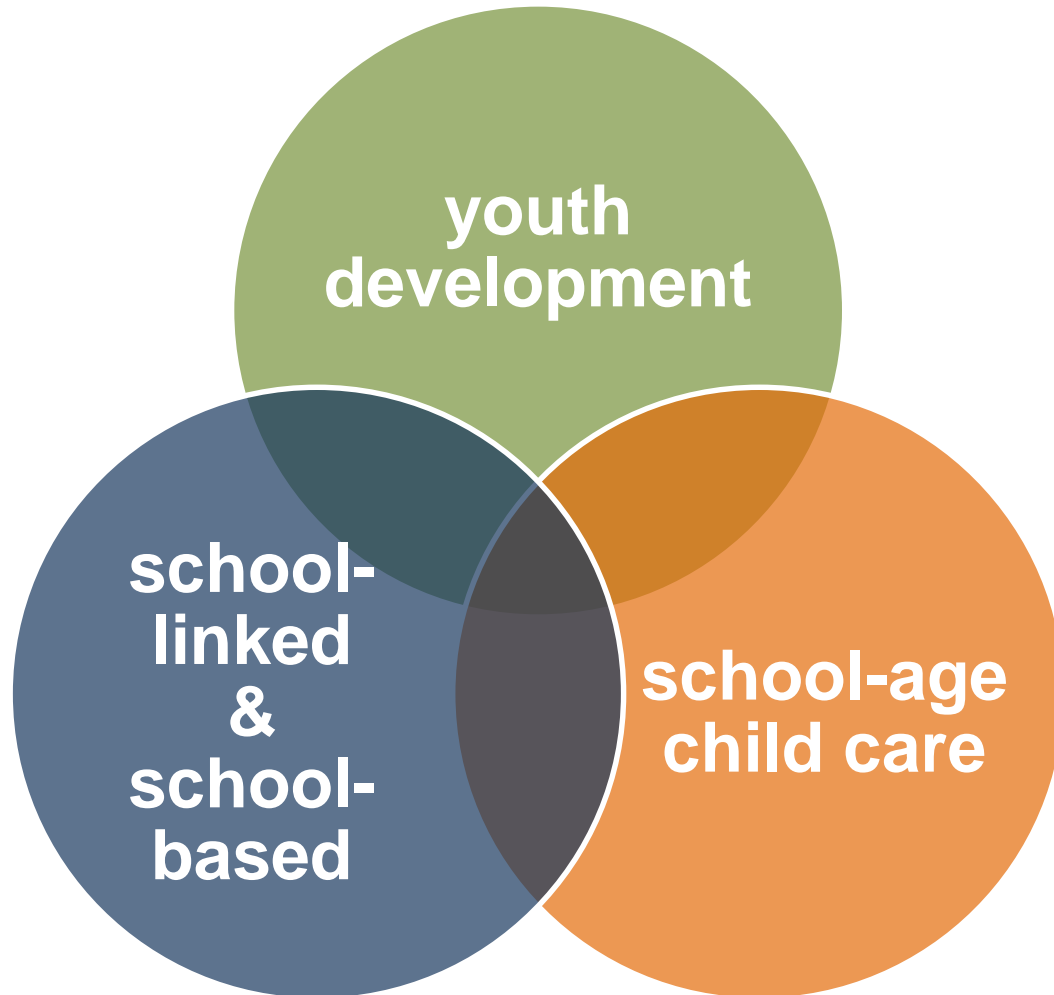 youth
development
school-
linked
&
school-
based
school-age
child care